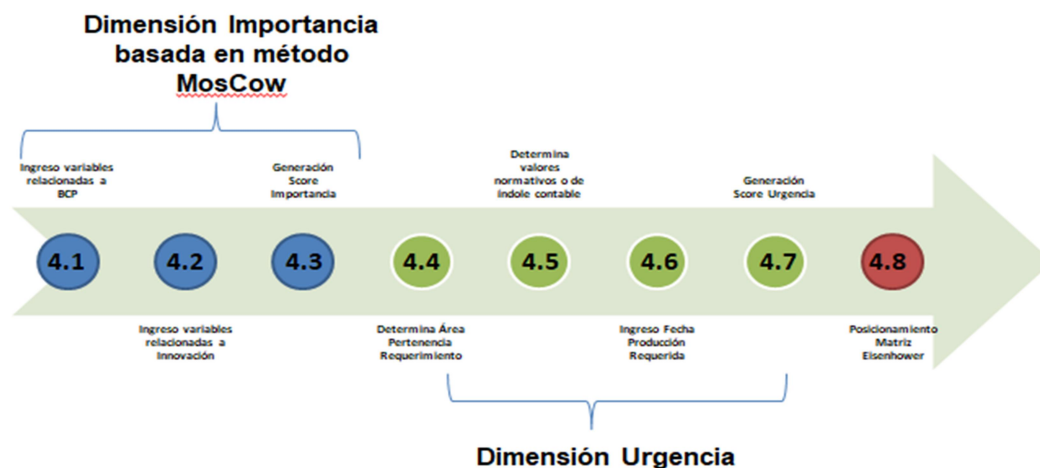 Dimensión Importancia
basada en método
MosCow
Ingreso variables
relacionadas a
BCP
Generación
Score
Importancia
Determina
valores
normativos o de
índole contable
Generación
Score Urgencia
4.1
4.2
4.3
4.4
4.5
4.6
4.7
4.8
Ingreso variables
relacionadas a
Innovación
Determina Área
Pertenencia
Requerimiento
Ingreso Fecha
Producción
Requerida
Posicionamiento
Matriz
Eisenhower
Dimensión Urgencia